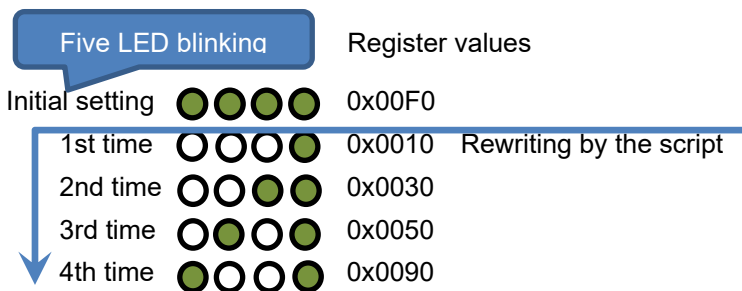 Five LED blinking
Register values
Initial setting 0x00F0
1st time 0x0010 Rewriting by the script
2nd time 0x0030
3rd time 0x0050
4th time 0x0090